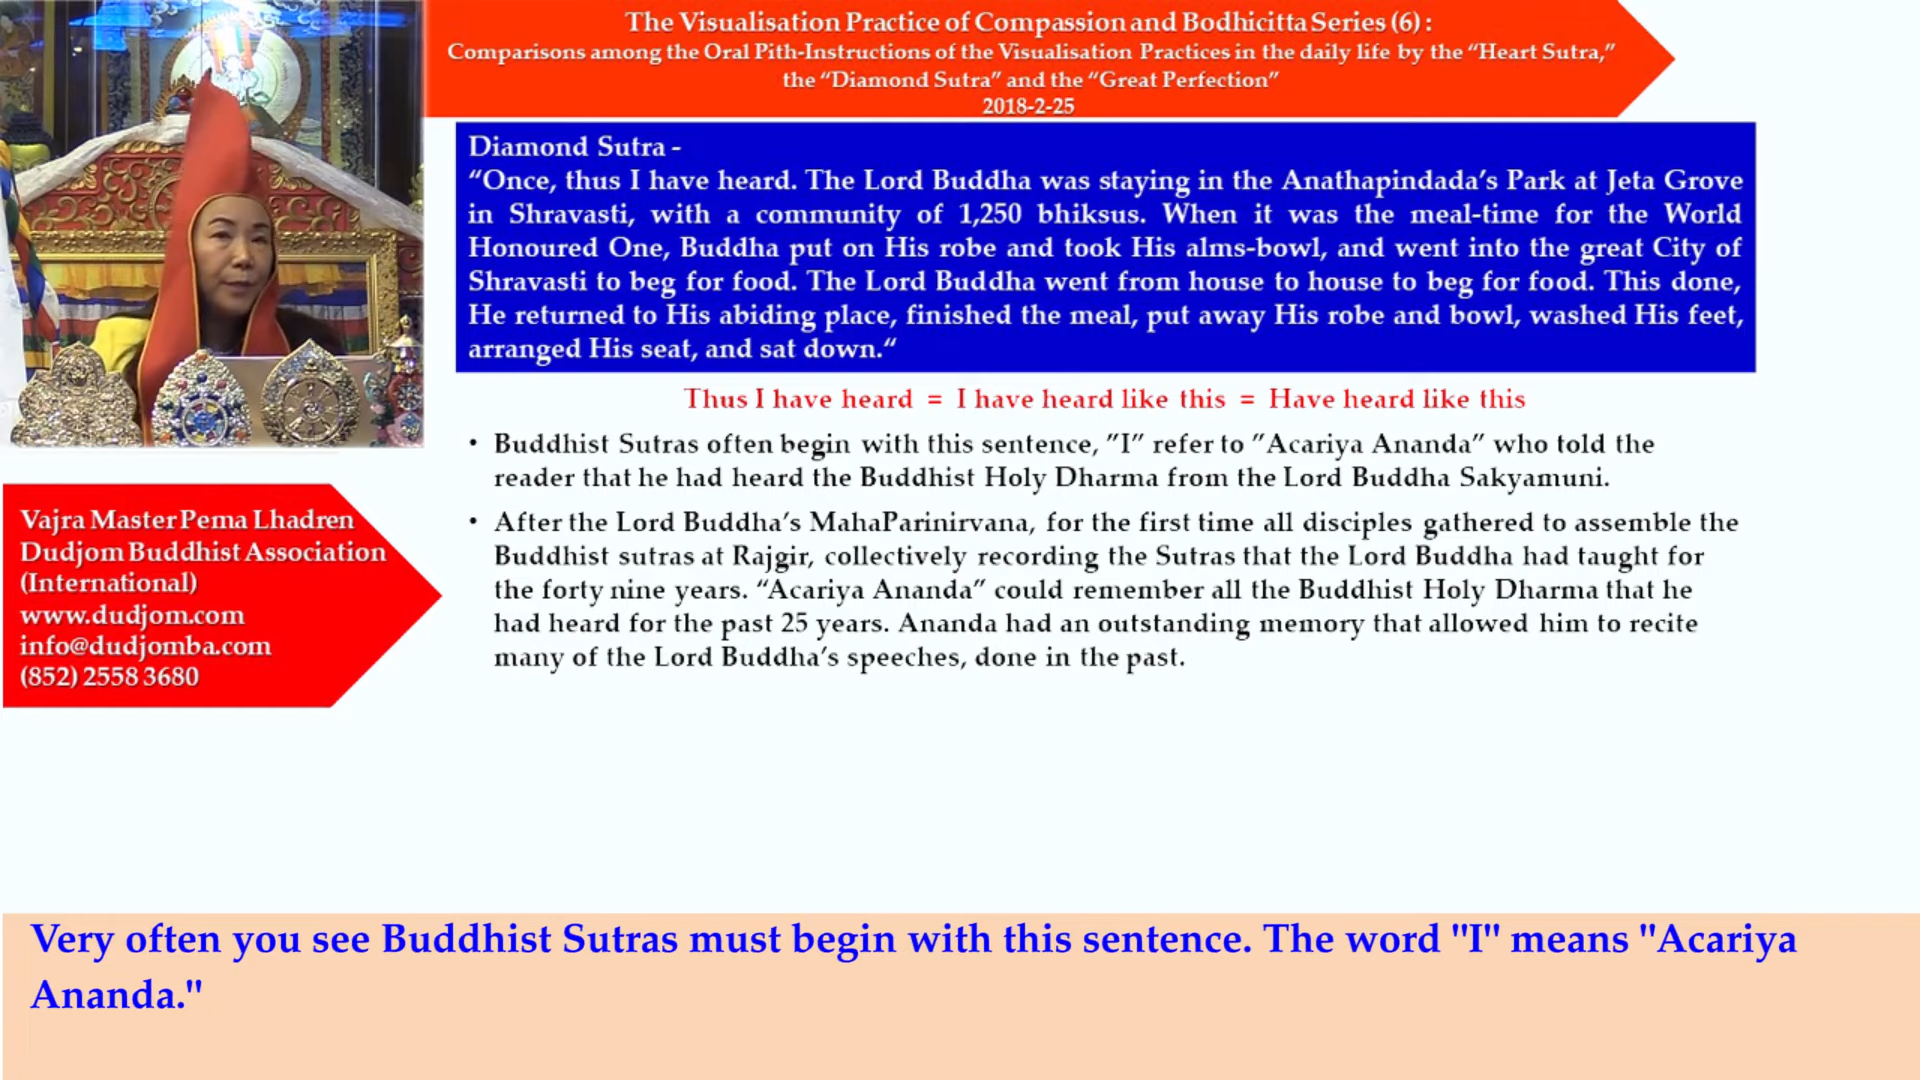 The Visualisation Practice of Compassion and Bodhicitta Series (6) :
Comparisons among the Oral Pith-Instructions of the Visualisation Practices in the daily life by the “Heart Sutra,”
the “Diamond Sutra” and the “Great Perfection”
2018-2-25
Diamond Sutra -
“Once, thus I have heard. The Lord Buddha was staying in the Anathapindada’s Park at Jeta Grove
in Shravasti, with a community of 1,250 bhiksus. When it was the meal-time for the World
Honoured One, Buddha put on His robe and took His alms-bowl, and went into the great City of
Shravasti to beg for food. The Lord Buddha went from house to house to beg for food. This done,
He returned to His abiding place, finished the meal, put away His robe and bowl, washed His feet,
arranged His seat, and sat down.“
Thus I have heard = I have heard like this = Have heard like this
• Buddhist Sutras often begin with this sentence, ”I” refer to ”Acariya Ananda” who told the
reader that he had heard the Buddhist Holy Dharma from the Lord Buddha Sakyamuni.
• After the Lord Buddha’s MahaParinirvana, for the first time all disciples gathered to assemble the
Buddhist sutras at Rajgir, collectively recording the Sutras that the Lord Buddha had taught for
the forty nine years. “Acariya Ananda” could remember all the Buddhist Holy Dharma that he
had heard for the past 25 years. Ananda had an outstanding memory that allowed him to recite
many of the Lord Buddha’s speeches, done in the past.
Vajra Master Pema Lhadren
Dudjom Buddhist Association
(International)
www.dudjom.com
info@dudjomba.com
(852) 2558 3680
Very often you see Buddhist Sutras must begin with this sentence. The word "I" means "Acariya
Ananda."